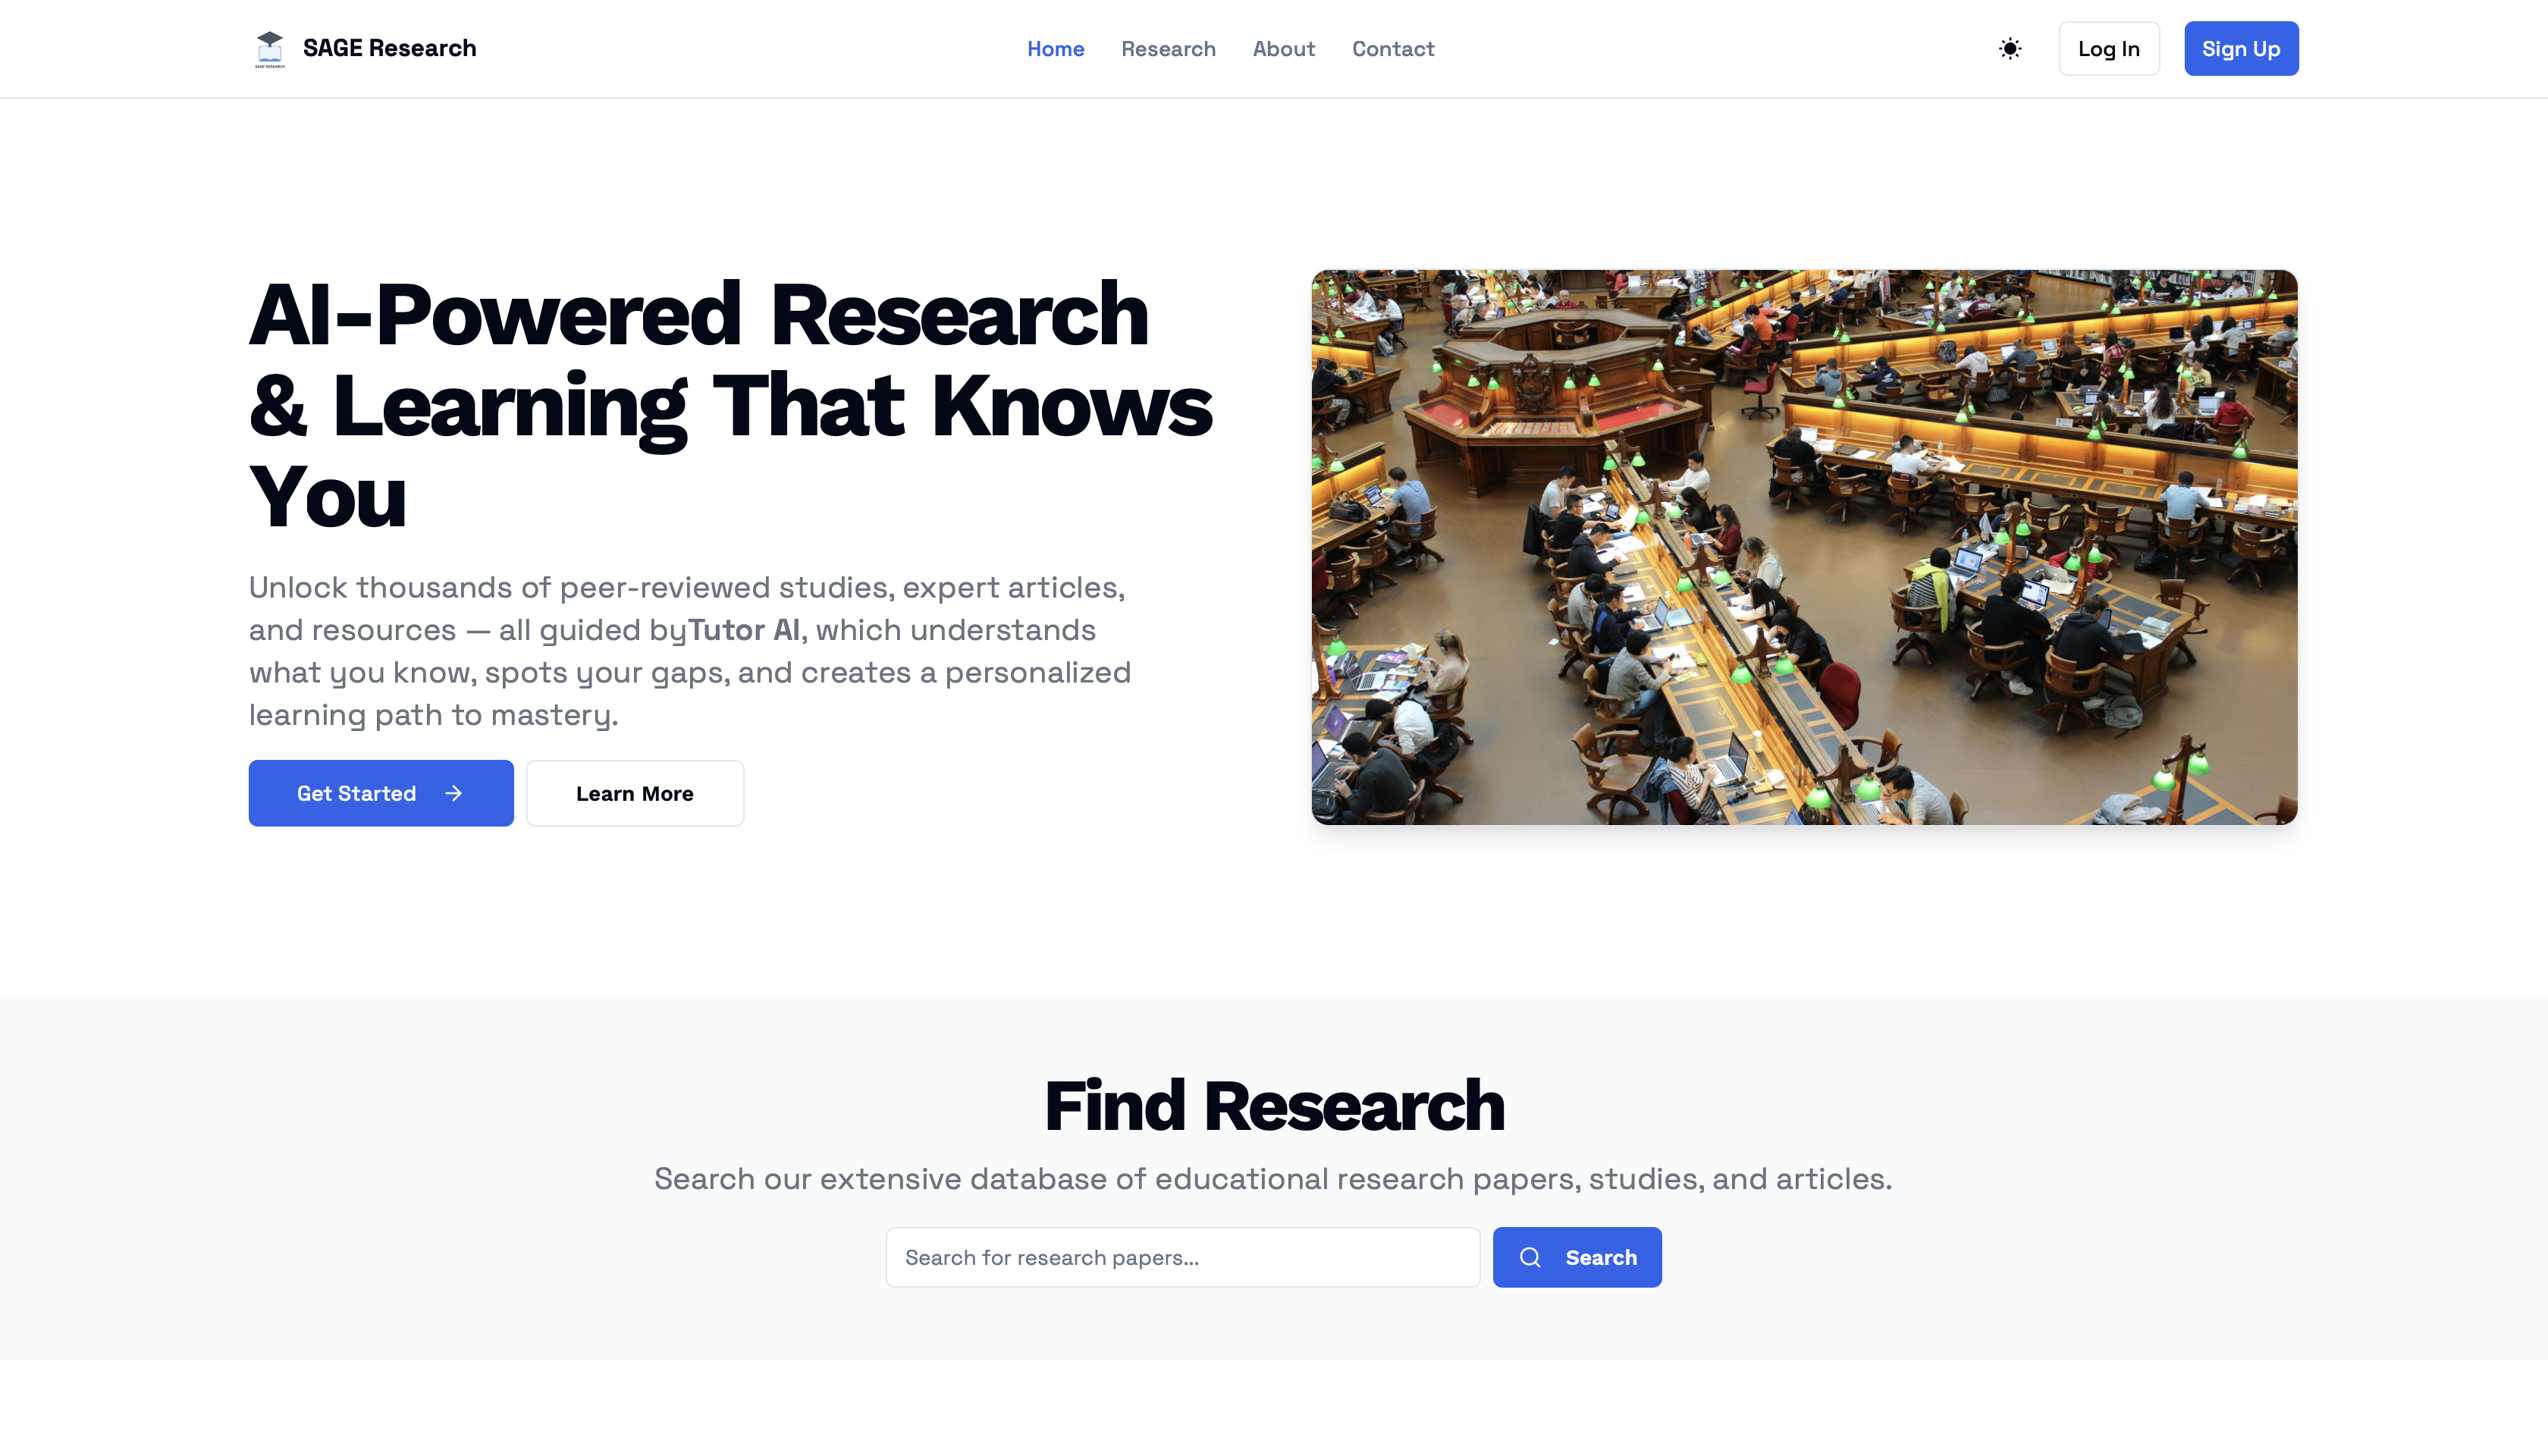 SAGE RESEARCH
SAGE Research
Home
Research
About
Contact
Log In
Sign Up
AI-Powered Research
& Learning That Knows
You
Unlock thousands of peer-reviewed studies, expert articles,
and resources — all guided byTutor AI, which understands
what you know, spots your gaps, and creates a personalized
learning path to mastery.
Get Started
Learn More
Find Research
Search our extensive database of educational research papers, studies, and articles.
Search for research papers...
Search